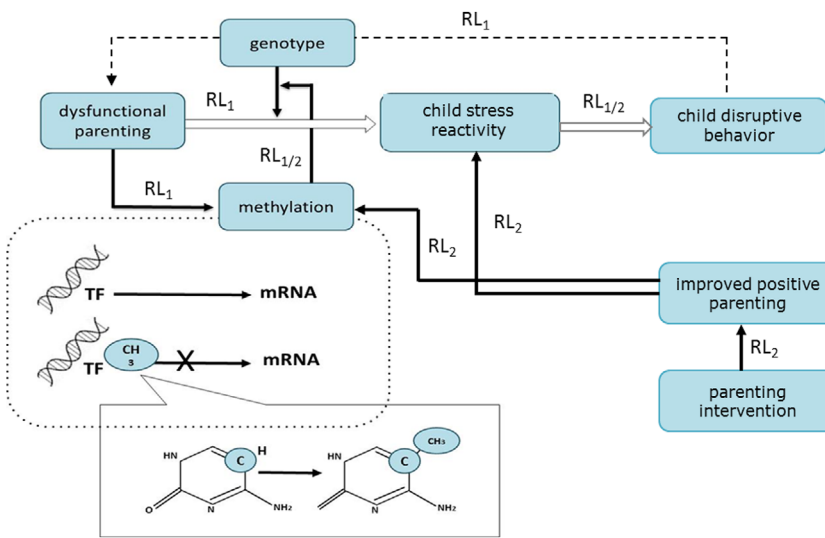 RL1
genotype
dysfunctional
parenting
RL1
child stress
reactivity
RL1/2
child disruptive
behavior
RL1/2
RL1
methylation
RL2
RL2
improved positive
parenting
TF
mRNA
CH
3
X
TF
mRNA
RL2
parenting
intervention
HN
C
H
O
N
NH2
CH3
HN
C
N
NH2